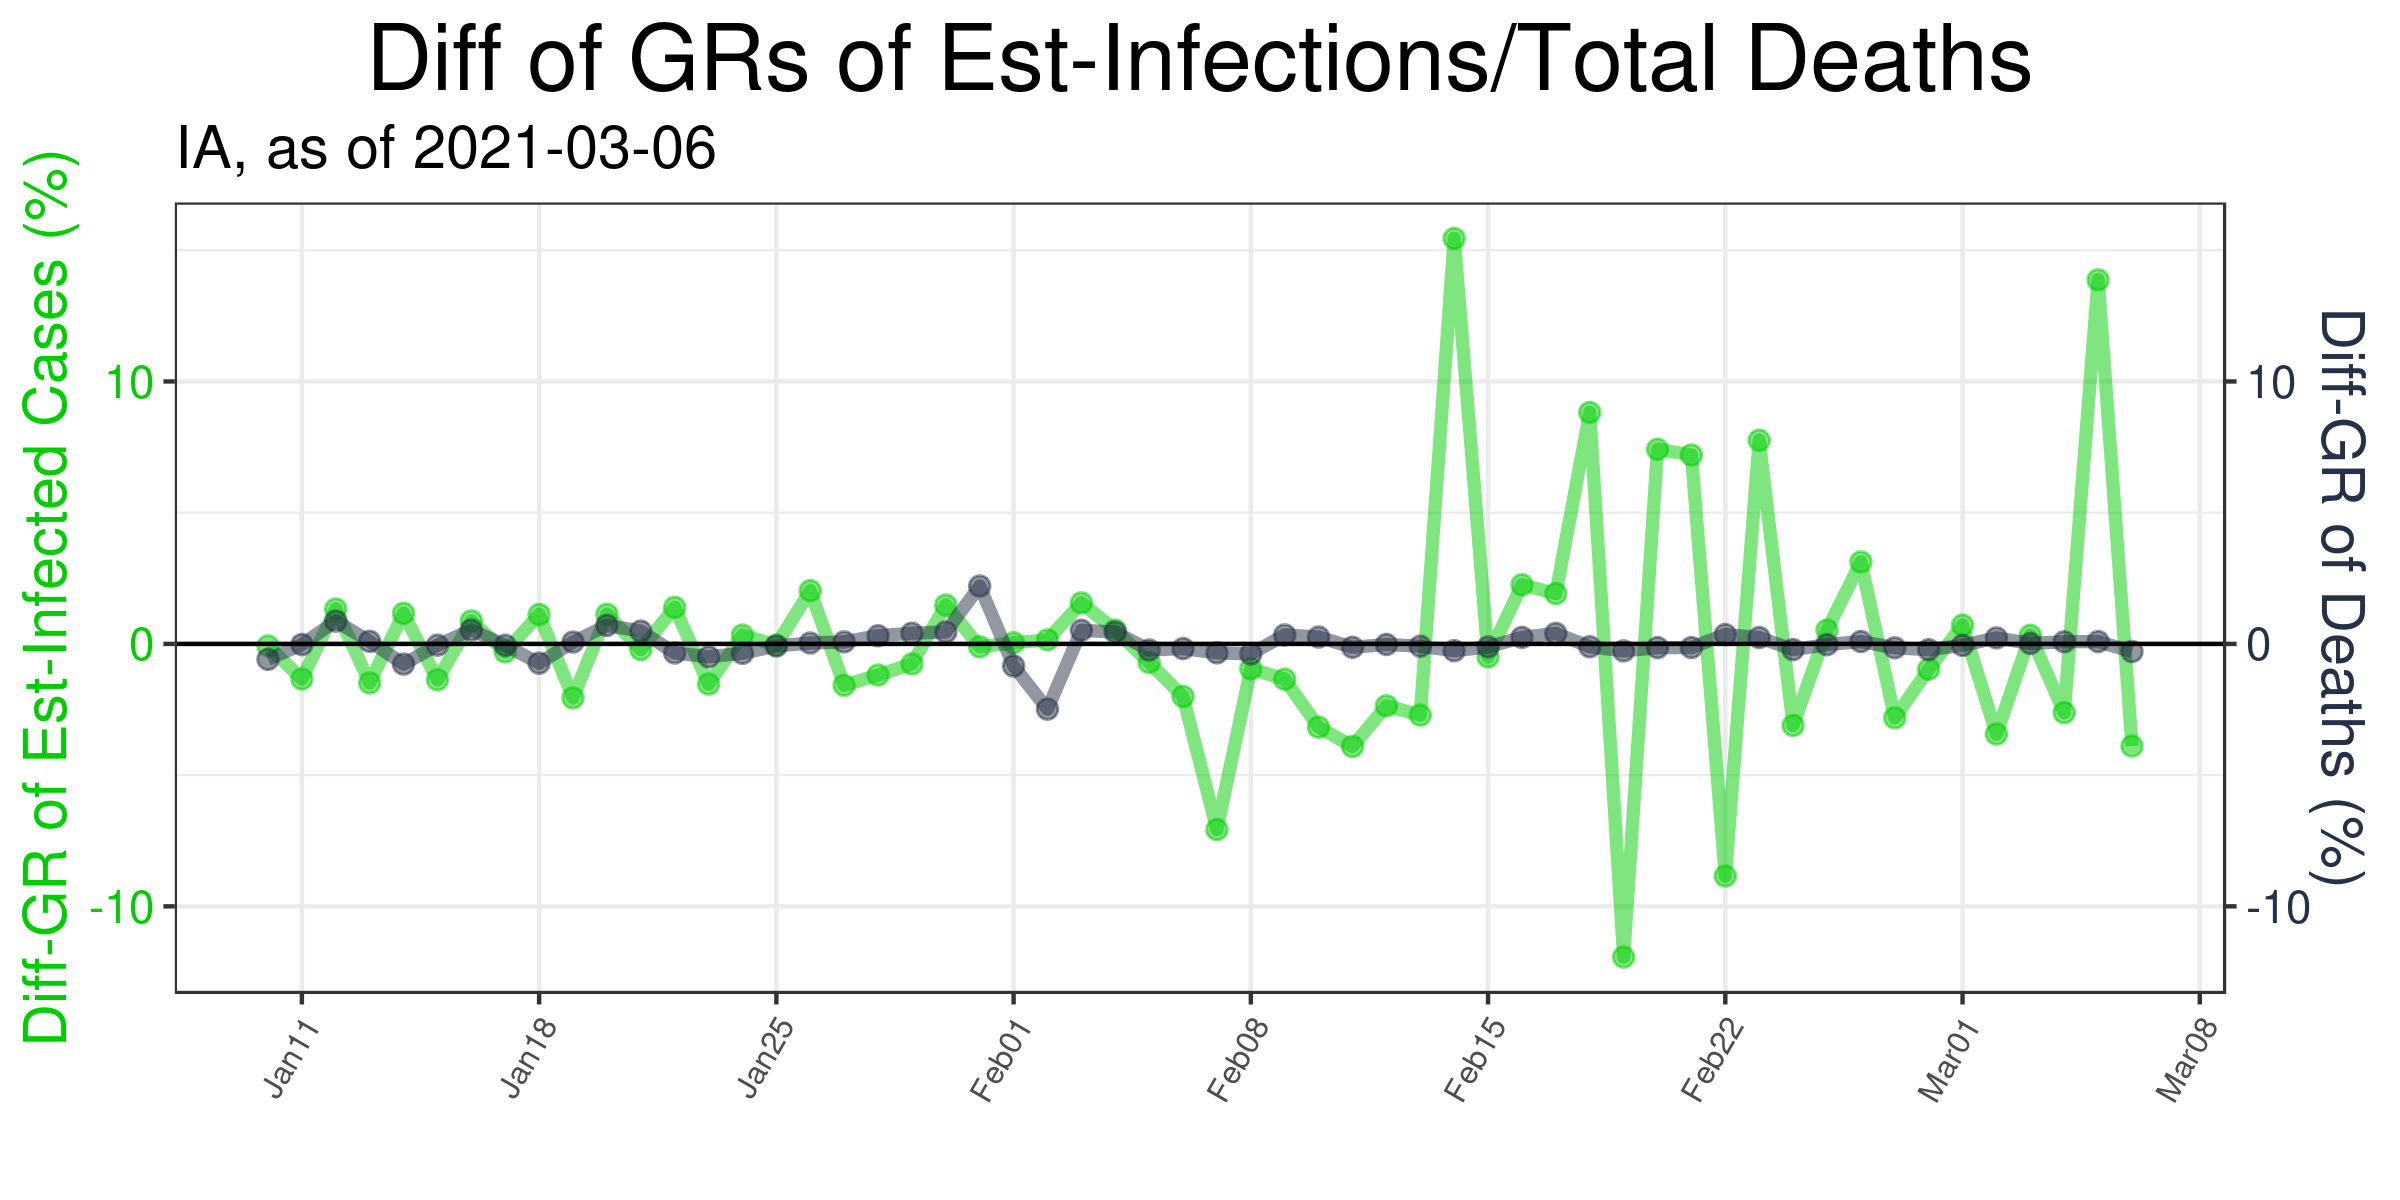 Diff of GRs of Est-Infections/Total Deaths
IA, as of 2021-03-06
Diff-GR of Est-Infected Cases (%)
10
0
-10
10
0
-10
Diff-GR of Deaths (%)
Jan11
Jan18
Jan25
Feb01
Feb08
Feb15
Feb22
Mar01
Mar08